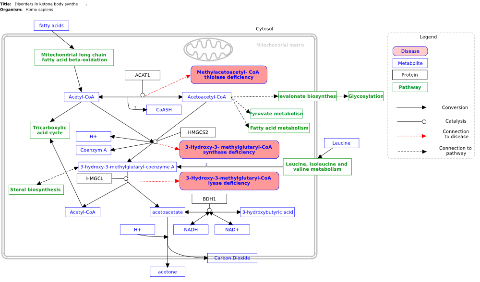 Title: Disorders in ketone body synthe
Organism: Homo sapiens
fatty acids
Cytosol
Mitochondrial matrix
Mitochondrial long chain
Fatty acid beta-oxidation
ACAT1
Methylacetoacetyl- CoA
thiolase deficiency
Acetyl-CoA
Acetoacetyl-CoA
CoASH
Mevalonate biosynthesis
Glycosylation
Pyruvate metabolism
Fatty acid metabolism
Tricarboxylic
acid cycle
H+
HMGCS2
Coenzym A
3-Hydroxy-3- methylglutaryl-CoA
synthase deficiency
Leucine
3-hydroxy-3-methylglutaryl-coenzyme A
Leucine, Isoleucine and
valine metabolism
HMGCL
3-Hydroxy-3-methylglutaryl-CoA
lyase deficiency
Sterol biosynthesis
BDH1
Acetyl-CoA
acetoacetate
3-hydroxybutyric acid
H+
NADH
NAD+
Carbon Dioxide
acetone
Legend
Disease
Metabolite
Protein
Pathway
Conversion
Catalysis
Connection
to disease
Connection to
pathway